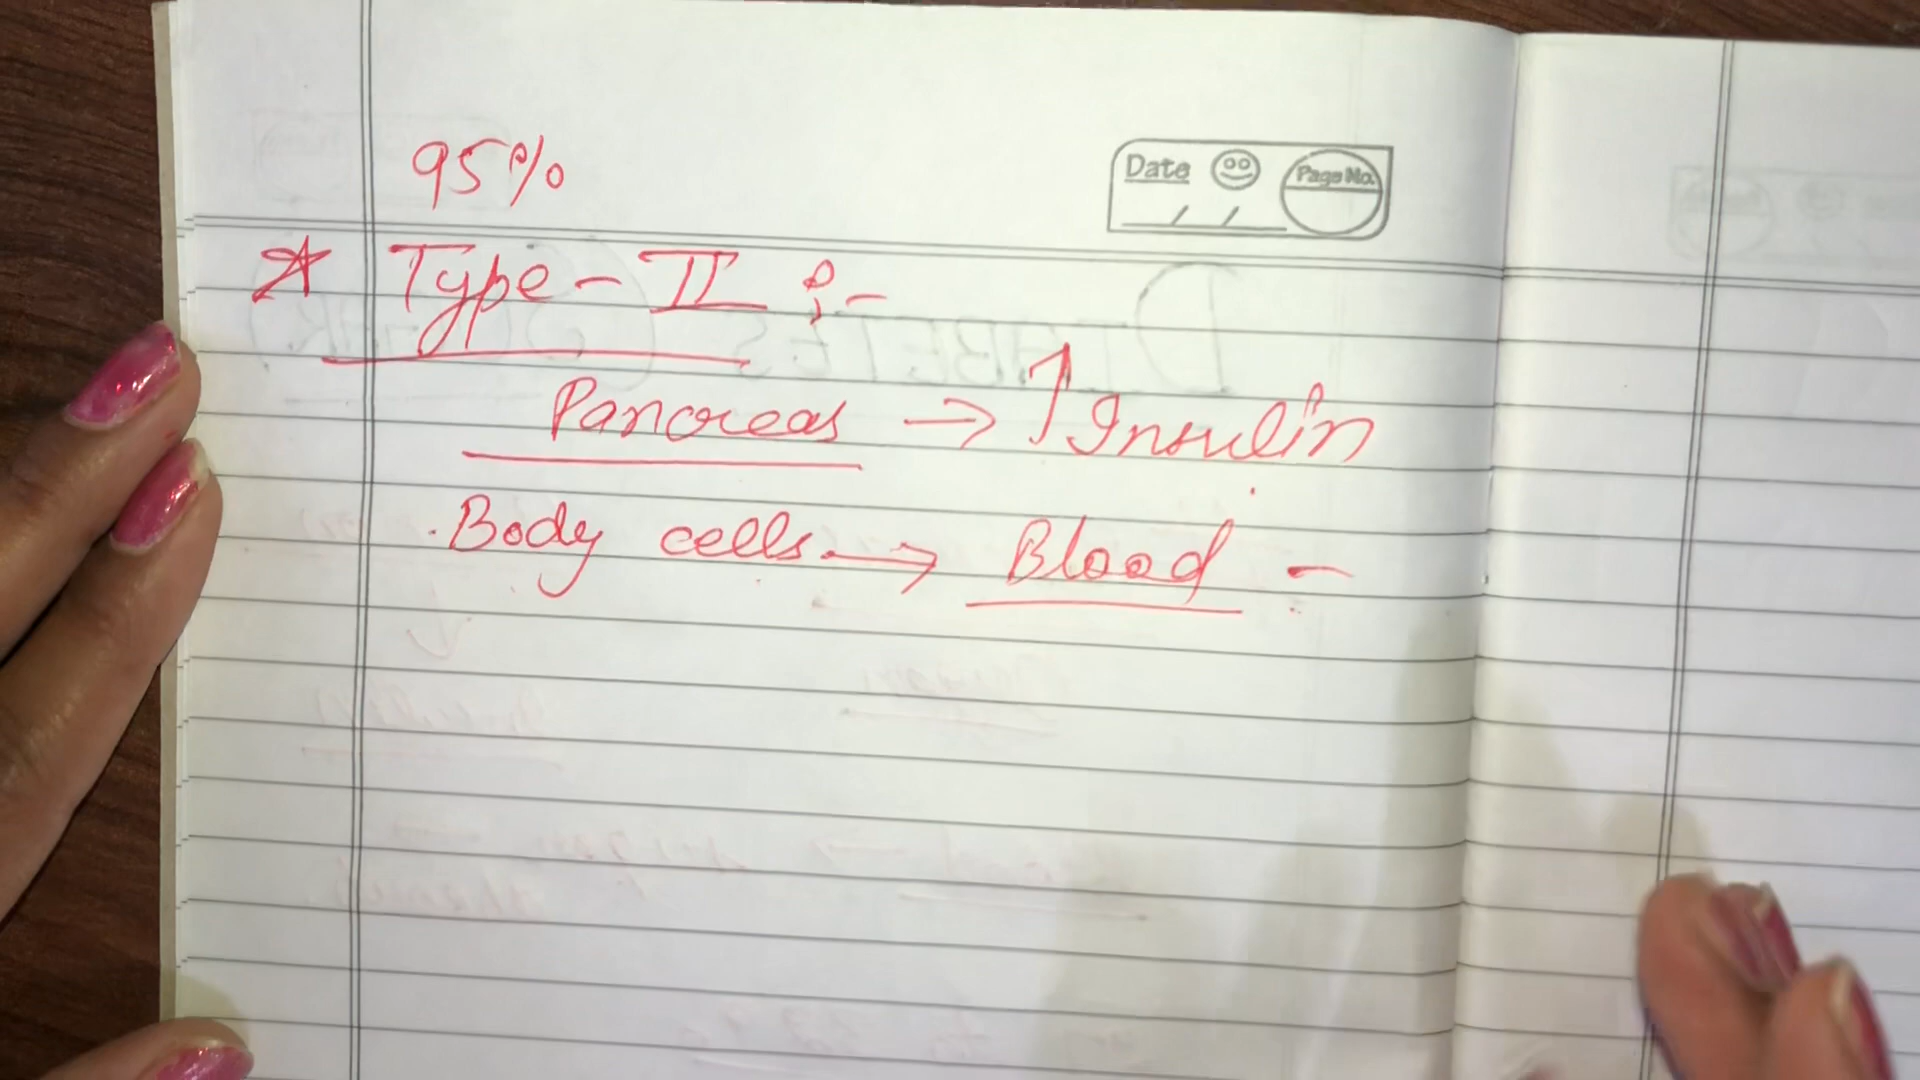 95%
Date Page No.
* Type - II :-
Pancreas → ↑ Insulin
Body cells → Blood -